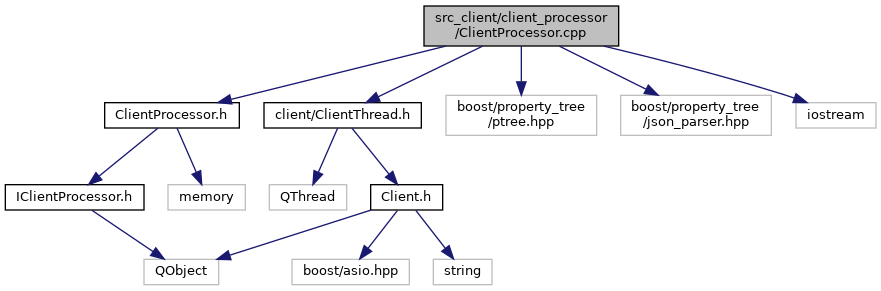 src_client/client_processor
/ClientProcessor.cpp
ClientProcessor.h
client/ClientThread.h
boost/property_tree
/ptree.hpp
boost/property_tree
/json_parser.hpp
iostream
IClientProcessor.h
memory
QThread
Client.h
QObject
boost/asio.hpp
string